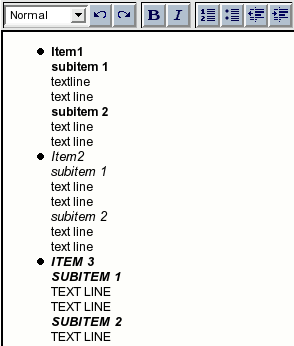 Normal B I
Item1
subitem 1
textline
text line
subitem 2
text line
text line
Item2
subitem 1
text line
text line
subitem 2
text line
text line
ITEM 3
SUBITEM 1
TEXT LINE
TEXT LINE
SUBITEM 2
TEXT LINE